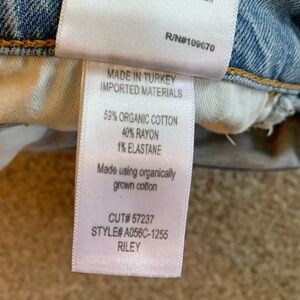 R/N#109670
MADE IN TURKEY
IMPORTED MATERIALS
59% ORGANIC COTTON
40% RAYON
1% ELASTANE
Made using organically
grown cotton
CUT# 57237
STYLE# A056C-1255
RILEY